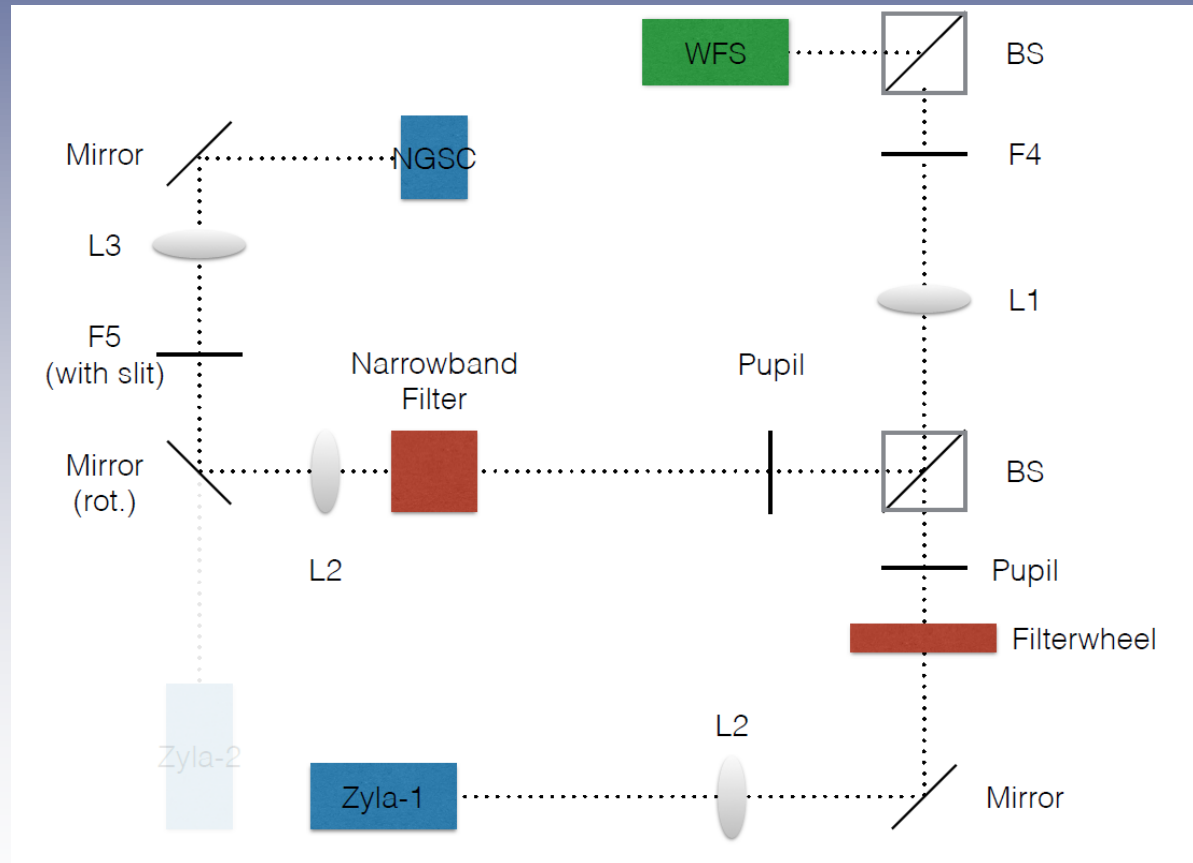 WFS
BS
Mirror
NGSC
F4
L3
L1
F5
(with slit)
Narrowband
Filter
Pupil
Mirror
(rot.)
BS
L2
Pupil
Filterwheel
L2
Zyla-2
Zyla-1
Mirror